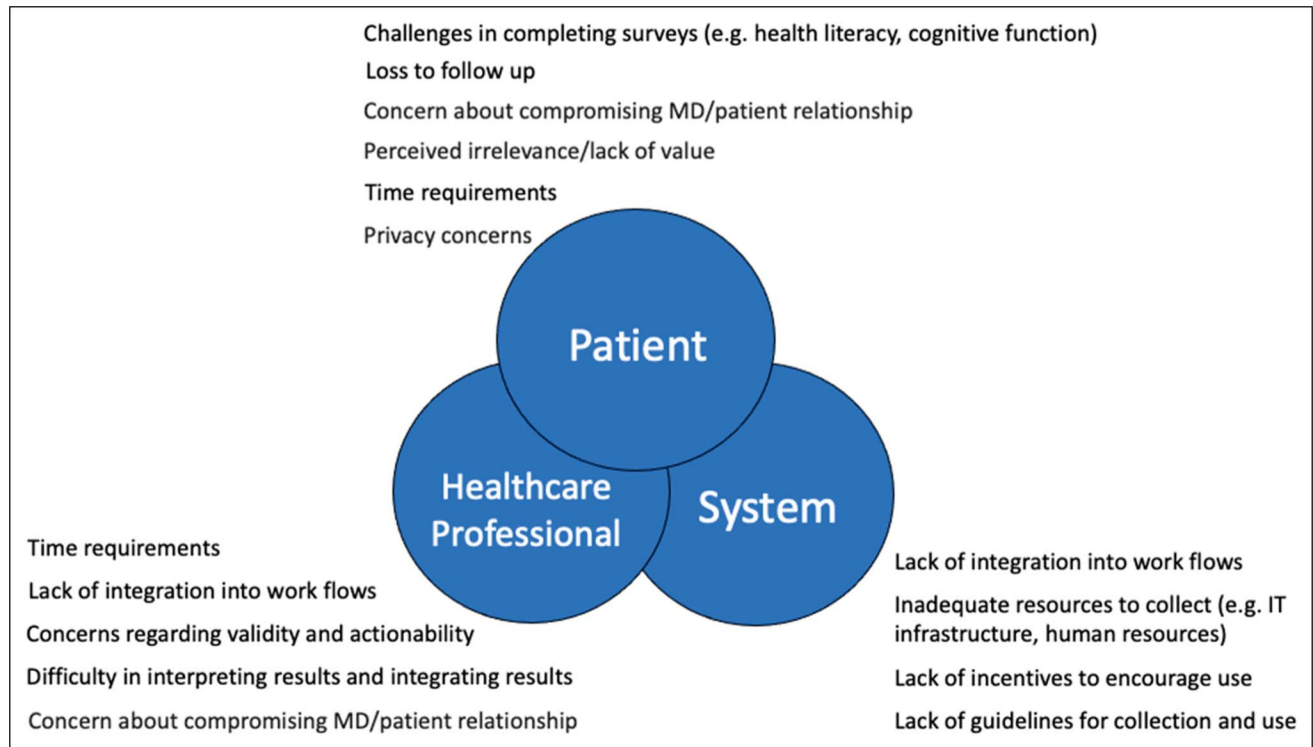 Challenges in completing surveys (e.g. health literacy, cognitive function)
Loss to follow up
Concern about compromising MD/patient relationship
Perceived irrelevance/lack of value
Time requirements
Privacy concerns
Patient
Healthcare
Professional
System
Time requirements
Lack of integration into work flows
Concerns regarding validity and actionability
Difficulty in interpreting results and integrating results
Concern about compromising MD/patient relationship
Lack of integration into work flows
Inadequate resources to collect (e.g. IT
infrastructure, human resources)
Lack of incentives to encourage use
Lack of guidelines for collection and use